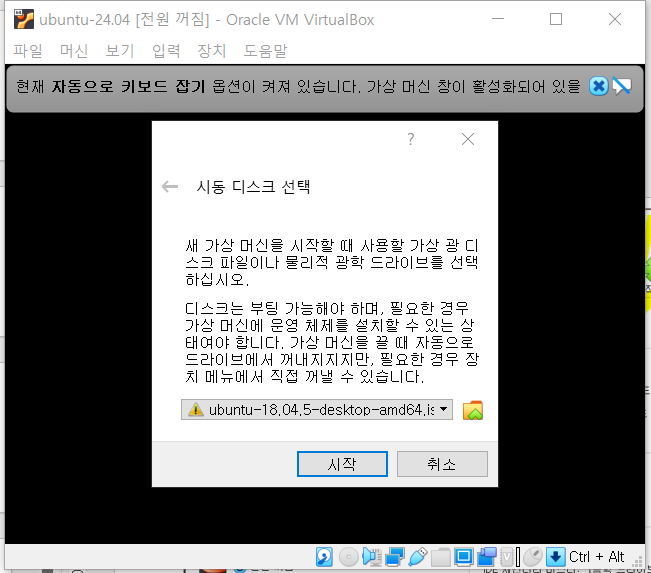 ubuntu-24.04 [전원 꺼짐] - Oracle VM VirtualBox
파일 머신 보기 입력 장치 도움말
현재 자동으로 키보드 잡기 옵션이 켜져 있습니다. 가상 머신 창이 활성화되어 있을
?
시동 디스크 선택
새 가상 머신을 시작할 때 사용할 가상 광 디
스크 파일이나 물리적 광학 드라이브를 선택
하십시오.
디스크는 부팅 가능해야 하며, 필요한 경우
가상 머신에 운영 체제를 설치할 수 있는 상
태여야 합니다. 가상 머신을 끌 때 자동으로
드라이브에서 꺼내지지지만, 필요한 경우 장
치 메뉴에서 직접 꺼낼 수 있습니다.
ubuntu-18.04.5-desktop-amd64.is
시작 취소
Ctrl + Alt